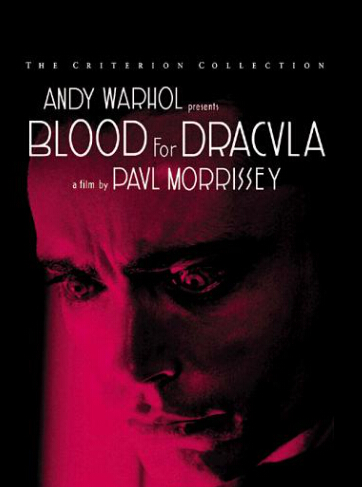 THE CRITERION COLLECTION
ANDY WARHOL presents
BLOOD For DRACVLA
a film by PAVL MORRISSEY